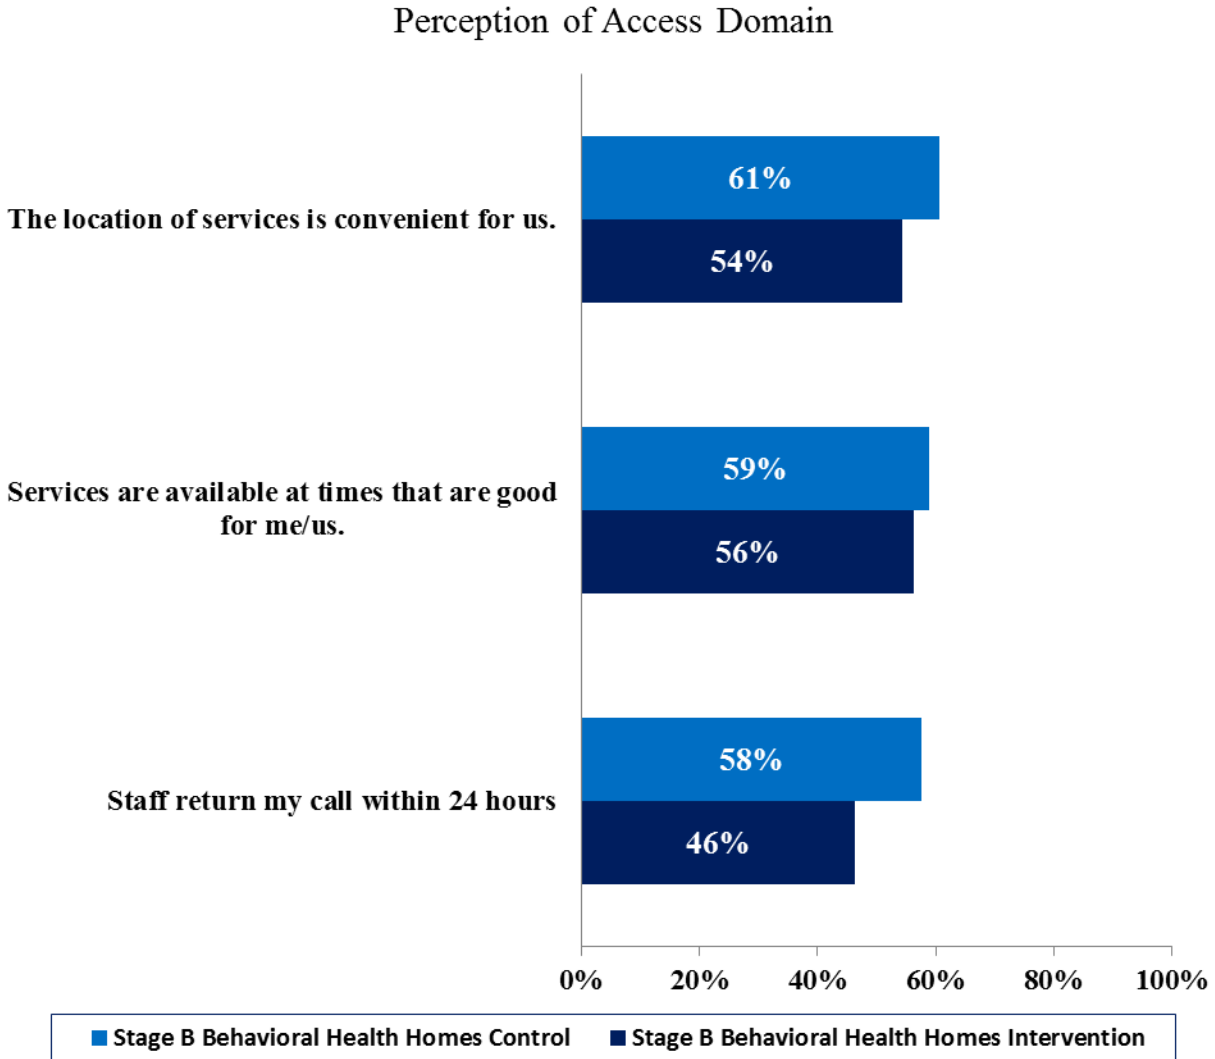 Perception of Access Domain
61%
The location of services is convenient for us.
54%
59%
Services are available at times that are good
for me/us.
56%
58%
Staff return my call within 24 hours
46%
0% 20% 40% 60% 80% 100%
Stage B Behavioral Health Homes Control Stage B Behavioral Health Homes Intervention